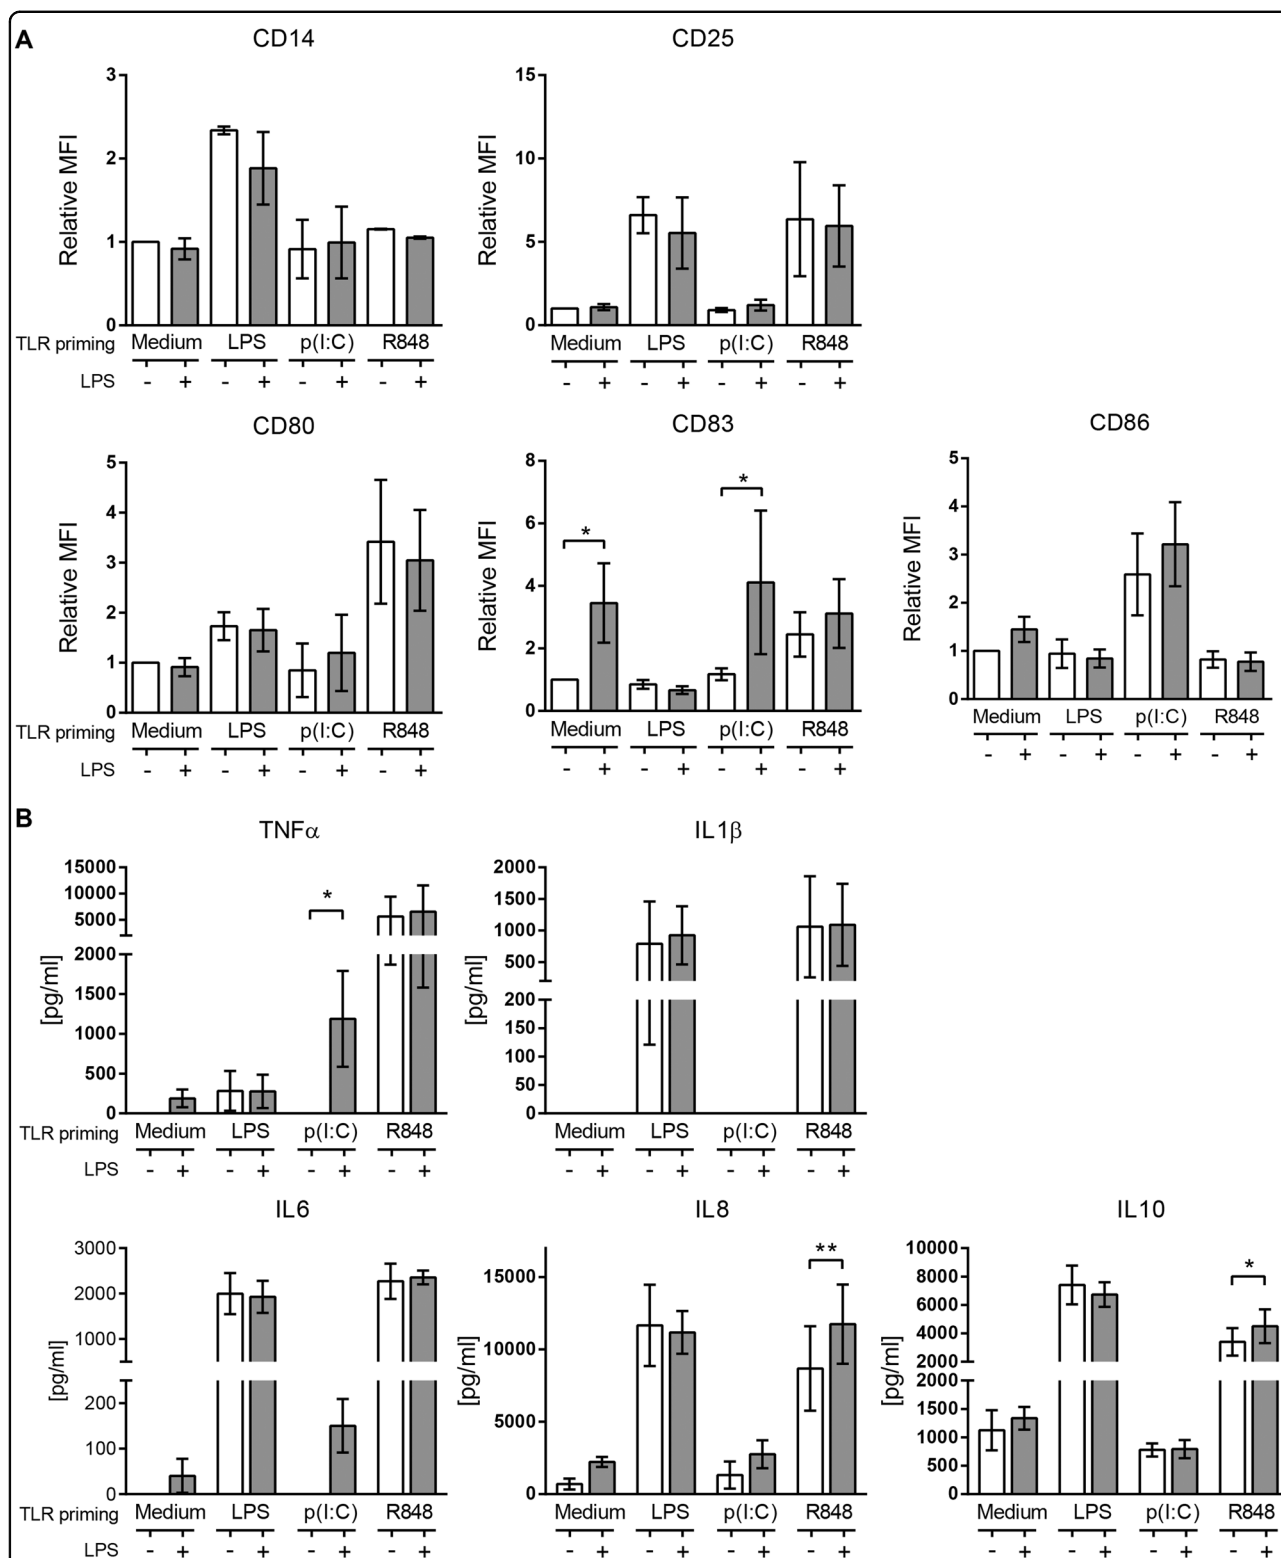 A
CD14
CD25
Relative MFI
3
2
1
0
Relative MFI
15
10
5
0
TLR priming Medium LPS p(I:C) R848
Medium LPS p(I:C) R848
LPS - + - + - + - +
- + - + - + - +
CD80
CD83
CD86
Relative MFI
5
4
3
2
1
0
Relative MFI
8
6
4
2
0
*
*
Relative MFI
5
4
3
2
1
0
TLR priming Medium LPS p(I:C) R848
Medium LPS p(I:C) R848
Medium LPS p(I:C) R848
LPS - + - + - + - +
- + - + - + - +
- + - + - + - +
B
TNFα
IL1β
[pg/ml]
15000
10000
5000
2000
1500
1000
500
0
*
[pg/ml]
2000
1500
1000
500
200
150
100
50
0
TLR priming Medium LPS p(I:C) R848
Medium LPS p(I:C) R848
LPS - + - + - + - +
- + - + - + - +
IL6
IL8
IL10
[pg/ml]
3000
2000
1000
200
100
0
[pg/ml]
15000
10000
5000
0
**
[pg/ml]
10000
8000
6000
4000
2000
2000
1500
1000
500
0
*
TLR priming Medium LPS p(I:C) R848
Medium LPS p(I:C) R848
Medium LPS p(I:C) R848
LPS - + - + - + - +
- + - + - + - +
- + - + - + - +